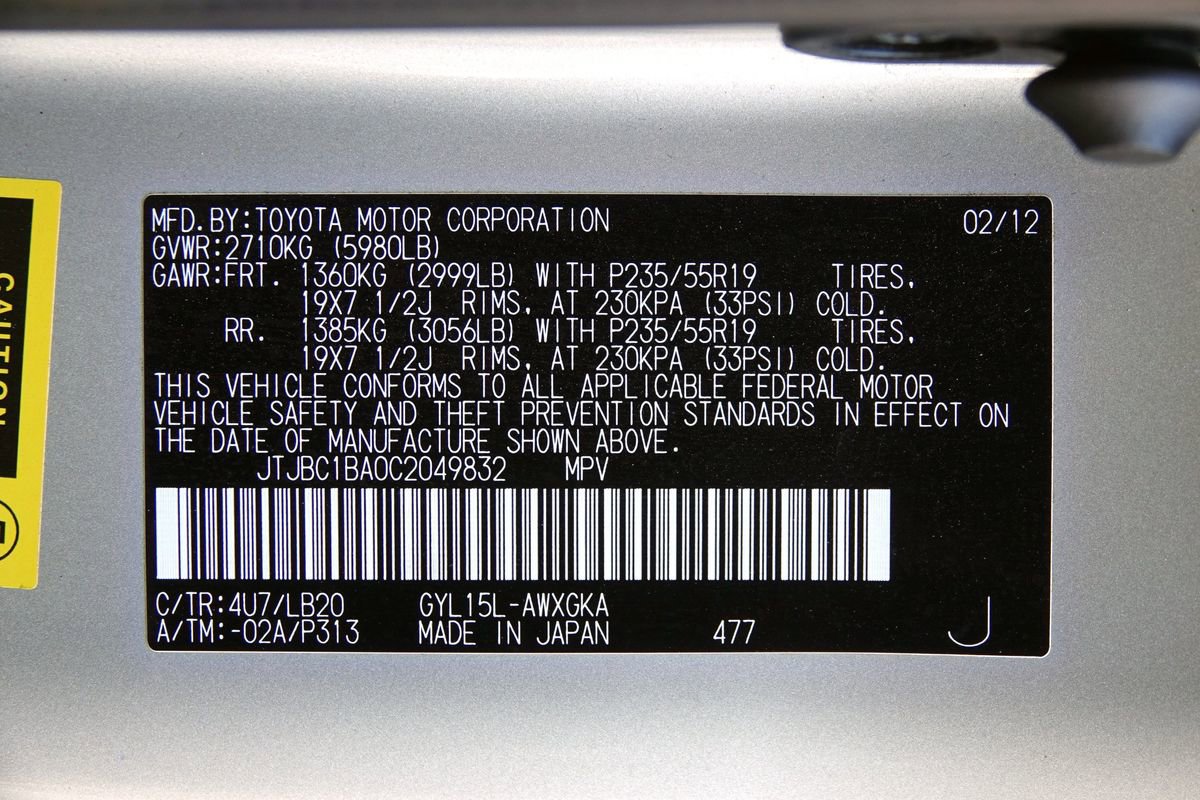 MFD.BY:TOYOTA MOTOR CORPORATION 02/12
GVWR:2710KG (5980LB)
GAWR:FRT. 1360KG (2999LB) WITH P235/55R19 TIRES,
19X7 1/2J RIMS, AT 230KPA (33PSI) COLD.
RR. 1385KG (3056LB) WITH P235/55R19 TIRES,
19X7 1/2J RIMS, AT 230KPA (33PSI) COLD.
THIS VEHICLE CONFORMS TO ALL APPLICABLE FEDERAL MOTOR
VEHICLE SAFETY AND THEFT PREVENTION STANDARDS IN EFFECT ON
THE DATE OF MANUFACTURE SHOWN ABOVE.
JTJBC1BA0C2049832 MPV
C/TR:4U7/LB20 GYL15L-AWXGKA
A/TM:-02A/P313 MADE IN JAPAN 477 J
CAUTION